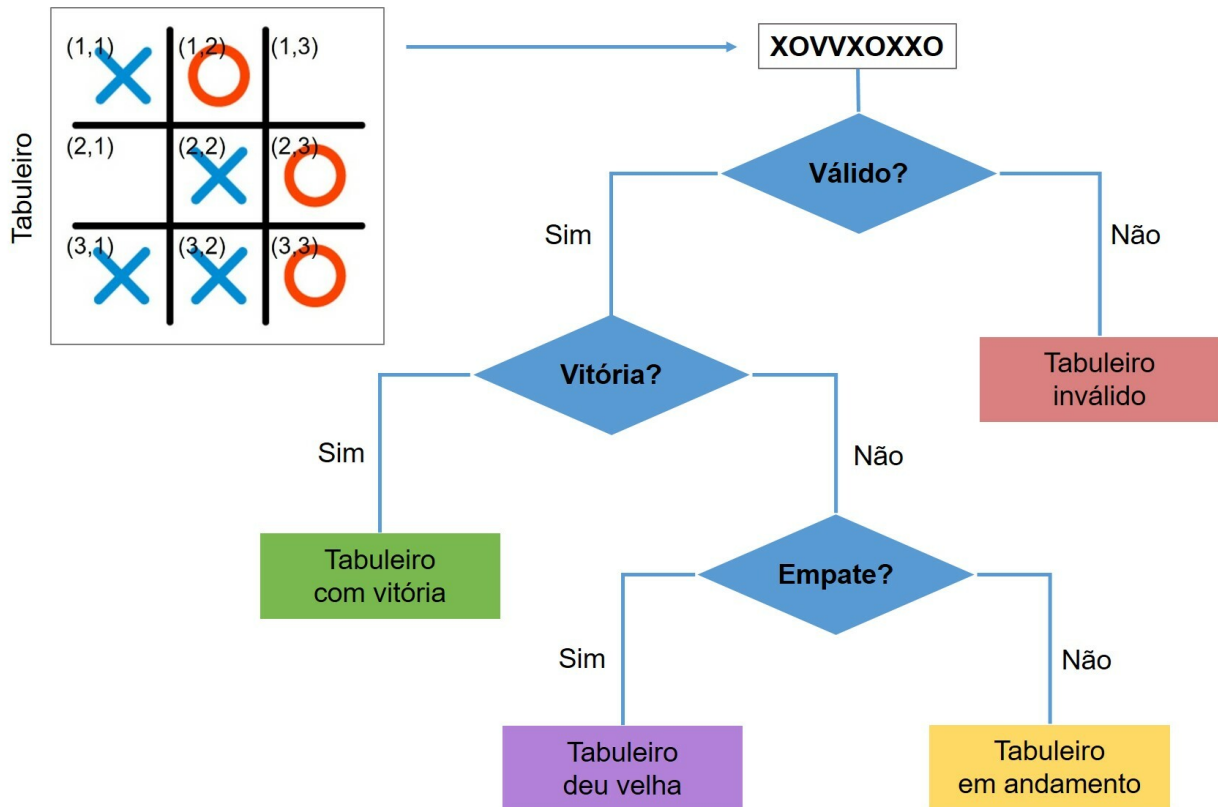 Tabuleiro
(1,1) (1,2) (1,3)
(2,1) (2,2) (2,3)
(3,1) (3,2) (3,3)
XOVVXOXXO
Válido?
Sim
Não
Vitória?
Tabuleiro
inválido
Sim
Não
Tabuleiro
com vitória
Empate?
Sim
Não
Tabuleiro
deu velha
Tabuleiro
em andamento